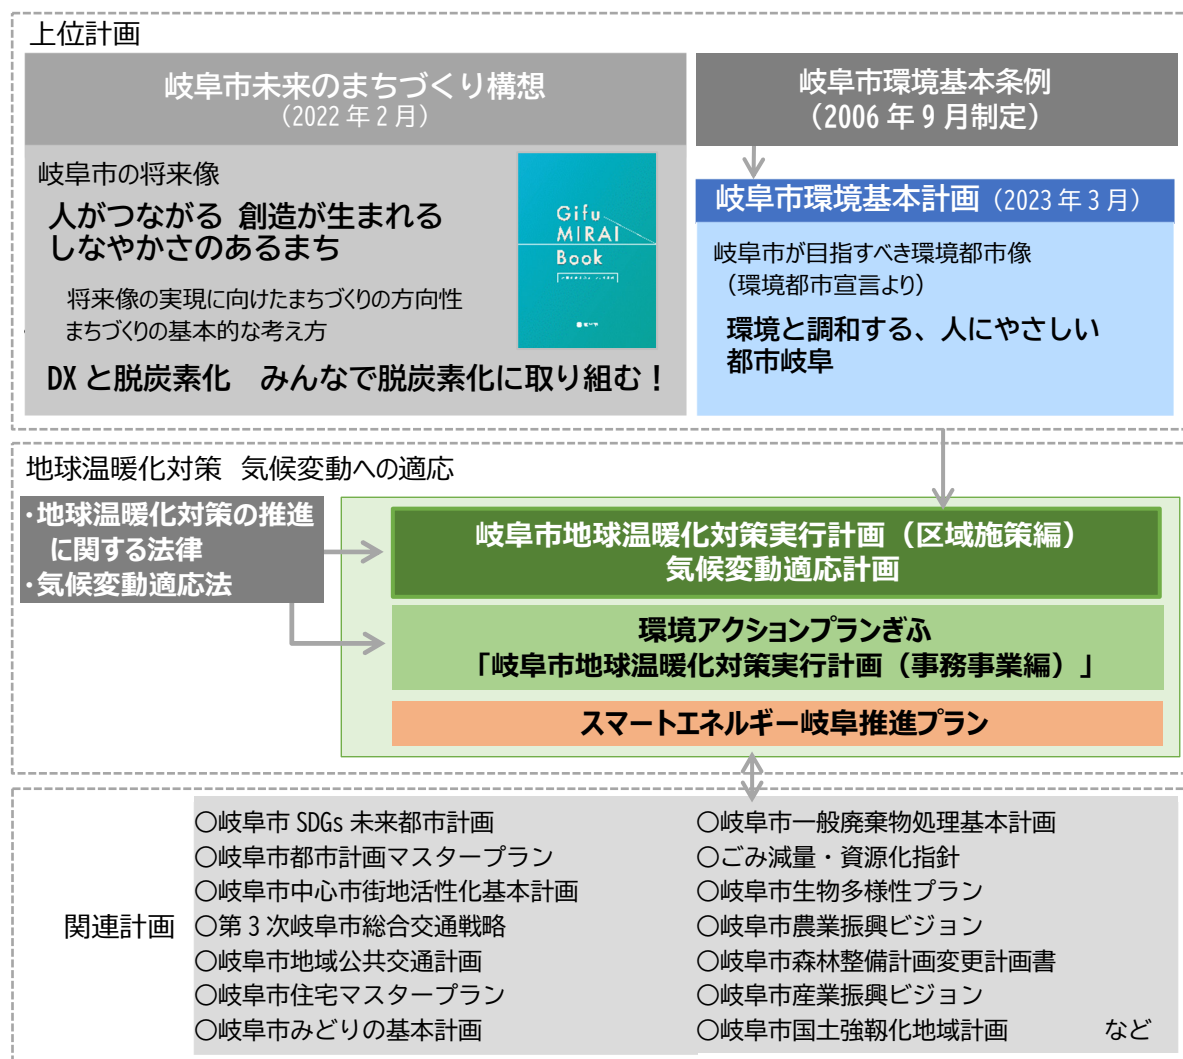 上位計画
岐阜市未来のまちづくり構想
（2022 年 2 月）
岐阜市の将来像
人がつながる 創造が生まれる
しなやかさのあるまち
将来像の実現に向けたまちづくりの方向性
まちづくりの基本的な考え方
DX と脱炭素化　みんなで脱炭素化に取り組む！
Gifu
MIRAI
Book
岐阜市環境基本条例
（2006 年 9 月制定）
岐阜市環境基本計画（2023 年 3 月）
岐阜市が目指すべき環境都市像
（環境都市宣言より）
環境と調和する、人にやさしい
都市岐阜
地球温暖化対策　気候変動への適応
・地球温暖化対策の推進
に関する法律
・気候変動適応法
岐阜市地球温暖化対策実行計画（区域施策編）
気候変動適応計画
環境アクションプランぎふ
「岐阜市地球温暖化対策実行計画（事務事業編）」
スマートエネルギー岐阜推進プラン
関連計画
〇岐阜市 SDGs 未来都市計画
〇岐阜市都市計画マスタープラン
〇岐阜市中心市街地活性化基本計画
〇第 3 次岐阜市総合交通戦略
〇岐阜市地域公共交通計画
〇岐阜市住宅マスタープラン
〇岐阜市みどりの基本計画
〇岐阜市一般廃棄物処理基本計画
〇ごみ減量・資源化指針
〇岐阜市生物多様性プラン
〇岐阜市農業振興ビジョン
〇岐阜市森林整備計画変更計画書
〇岐阜市産業振興ビジョン
〇岐阜市国土強靱化地域計画　　など